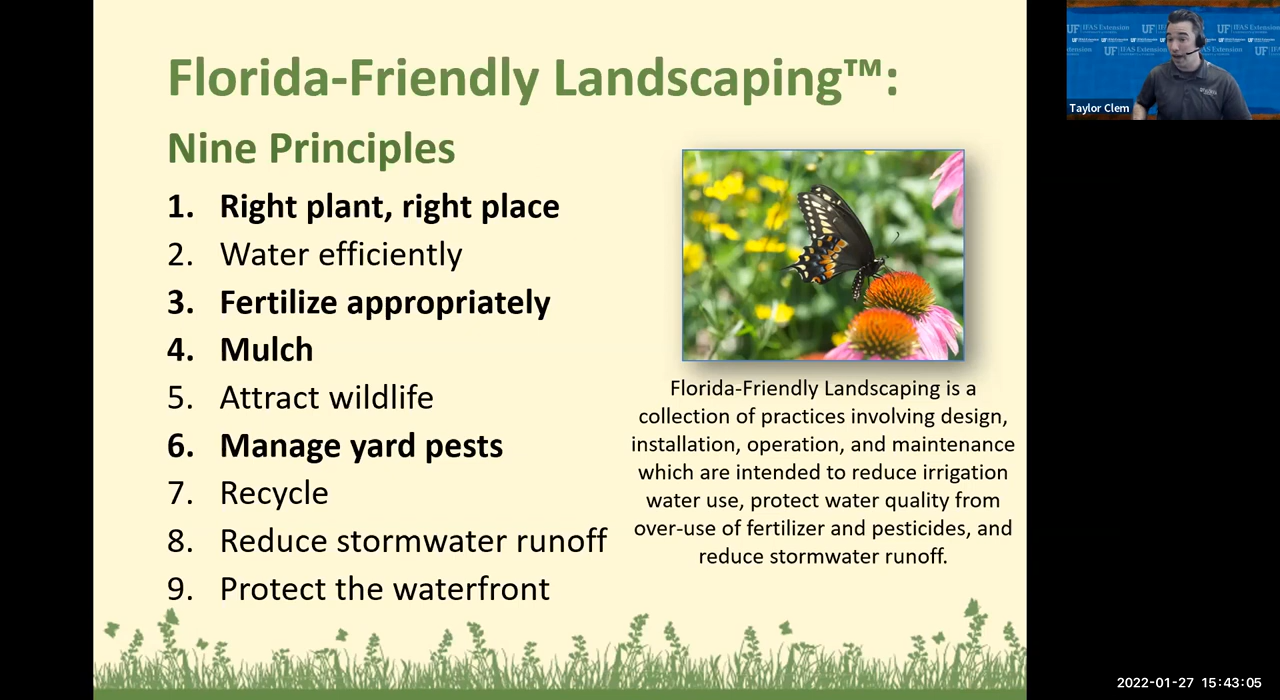 Florida-Friendly Landscaping™:
Nine Principles
1. Right plant, right place
2. Water efficiently
3. Fertilize appropriately
4. Mulch
5. Attract wildlife
6. Manage yard pests
7. Recycle
8. Reduce stormwater runoff
9. Protect the waterfront
Florida-Friendly Landscaping is a
collection of practices involving design,
installation, operation, and maintenance
which are intended to reduce irrigation
water use, protect water quality from
over-use of fertilizer and pesticides, and
reduce stormwater runoff.
UF IFAS Extension
Taylor Clem
2022-01-27 15:43:05